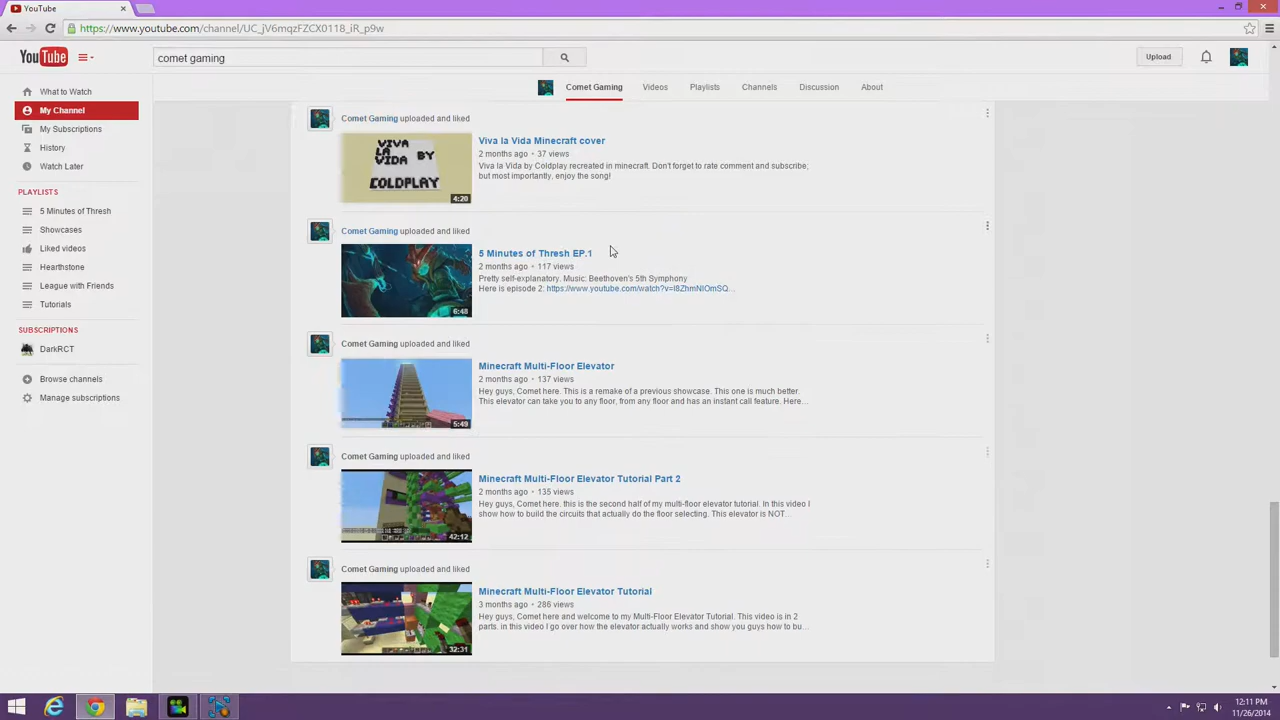 YouTube
https://www.youtube.com/channel/UC_jV6mqzFZCX0118_iR_p9w
YouTube
comet gaming
Upload
Comet Gaming
Videos
Playlists
Channels
Discussion
About
What to Watch
My Channel
My Subscriptions
History
Watch Later
PLAYLISTS
5 Minutes of Thresh
Showcases
Liked videos
Hearthstone
League with Friends
Tutorials
SUBSCRIPTIONS
DarkRCT
Browse channels
Manage subscriptions
Comet Gaming uploaded and liked
VIVA
LA
VIDA BY
COLDPLAY
4:20
Viva la Vida Minecraft cover
2 months ago • 37 views
Viva la Vida by Coldplay recreated in minecraft. Don't forget to rate comment and subscribe;
but most importantly, enjoy the song!
Comet Gaming uploaded and liked
6:48
5 Minutes of Thresh EP.1
2 months ago • 117 views
Pretty self-explanatory. Music: Beethoven's 5th Symphony
Here is episode 2: https://www.youtube.com/watch?v=I8ZhmNIOmSQ...
Comet Gaming uploaded and liked
5:49
Minecraft Multi-Floor Elevator
2 months ago • 137 views
Hey guys, Comet here. This is a remake of a previous showcase. This one is much better.
This elevator can take you to any floor, from any floor and has an instant call feature. Here...
Comet Gaming uploaded and liked
42:12
Minecraft Multi-Floor Elevator Tutorial Part 2
2 months ago • 135 views
Hey guys, Comet here. this is the second half of my multi-floor elevator tutorial. In this video I
show how to build the circuits that actually do the floor selecting. This elevator is NOT
Comet Gaming uploaded and liked
32:31
Minecraft Multi-Floor Elevator Tutorial
3 months ago • 286 views
Hey guys, Comet here and welcome to my Multi-Floor Elevator Tutorial. This video is in 2
parts. in this video I go over how the elevator actually works and show you guys how to bu...
12:11 PM
11/26/2014